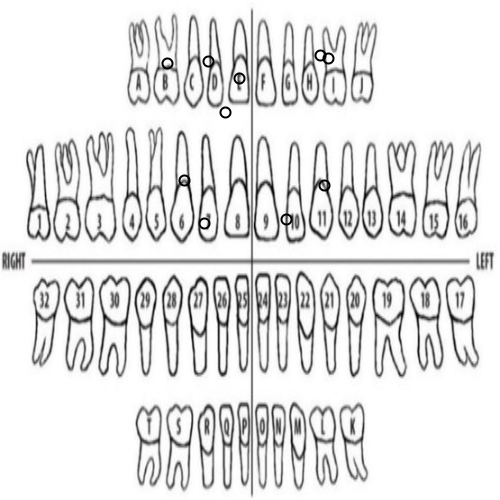 A B C D E F G H I J
1 2 3 4 5 6 7 8 9 10 11 12 13 14 15 16
RIGHT LEFT
32 31 30 29 28 27 26 25 24 23 22 21 20 19 18 17
T S R Q P O N M L K